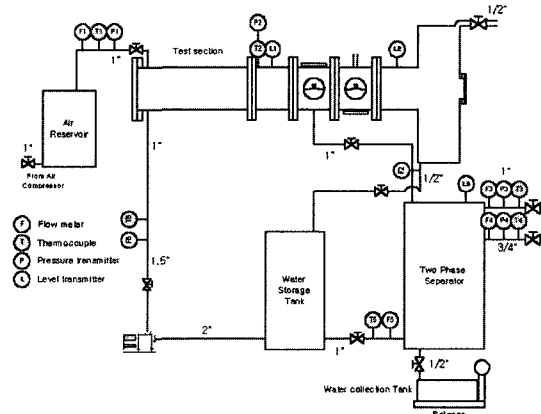 P2
1/2"
F1 T1 P1
T2 L1
L2
Test section
1"
Air
Reservoir
1"
From Air
Compressor
1"
1"
F2
1/2"
L3
1"
F3 P3 T3
F4 P4 T4
3/4"
F Flow meter
T Thermocouple
P Pressure transmitter
L Level transmitter
1.5"
Water
Storage
Tank
Two Phase
Separator
2"
1"
T5 F5
1/2"
Water collection Tank
Balance